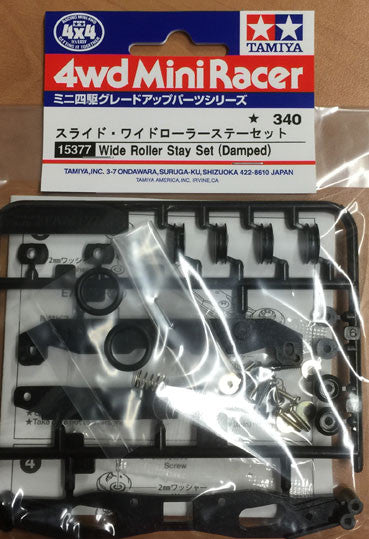 4x4
TAMIYA
4wd Mini Racer
ミニ四駆グレードアップパーツシリーズ
★ 340
スライド・ワイドローラーステーセット
15377 Wide Roller Stay Set (Damped)
TAMIYA,INC. 3-7 ONDAWARA, SURUGA-KU, SHIZUOKA 422-8610 JAPAN
TAMIYA AMERICA, INC. IRVINE, CA
2mmワッシャー
4
Screw
2mmワッシャー